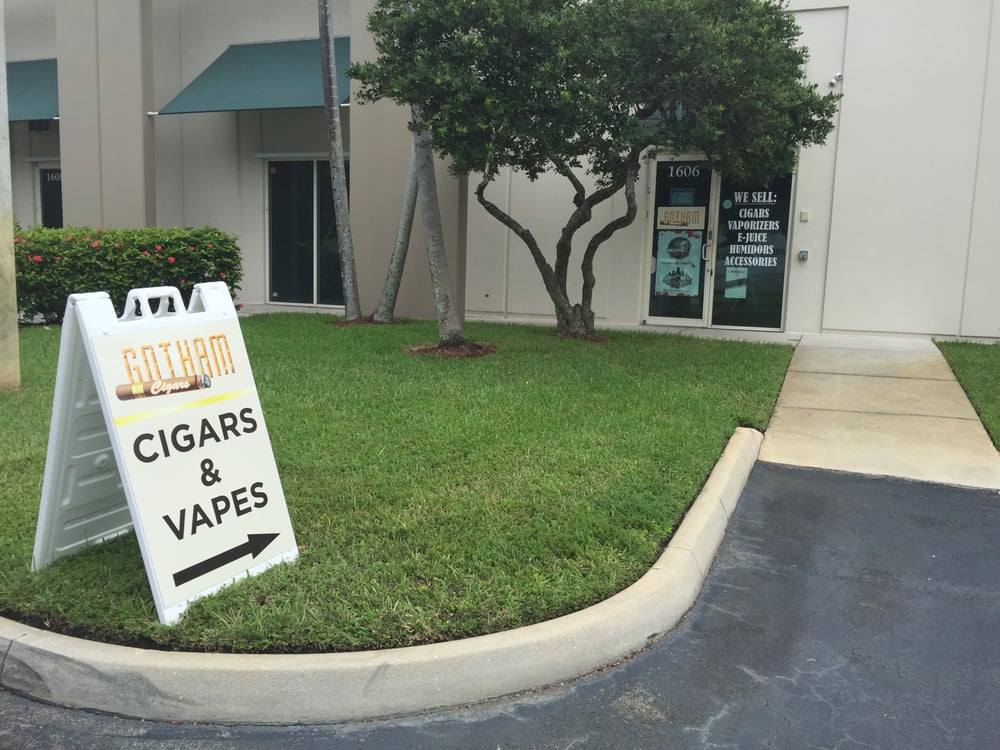 GOTHAM
Cigars
CIGARS
&
VAPES
1606
GOTHAM
WE SELL:
CIGARS
VAPORIZERS
E-JUICE
HUMIDORS
ACCESSORIES